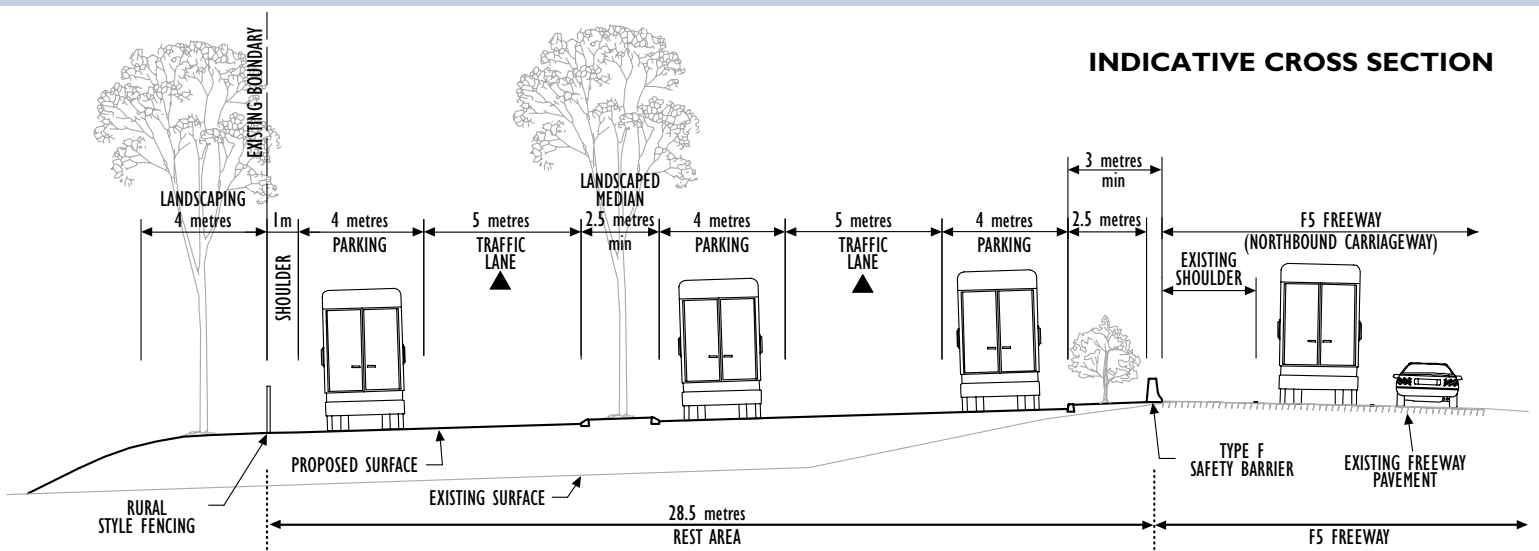 INDICATIVE CROSS SECTION
EXISTING BOUNDARY
LANDSCAPING
4 metres
1m
SHOULDER
4 metres
PARKING
5 metres
TRAFFIC
LANE
LANDSCAPED
MEDIAN
2.5 metres
min
4 metres
PARKING
5 metres
TRAFFIC
LANE
4 metres
PARKING
3 metres
min
2.5 metres
F5 FREEWAY
(NORTHBOUND CARRIAGEWAY)
EXISTING
SHOULDER
PROPOSED SURFACE
EXISTING SURFACE
RURAL
STYLE FENCING
TYPE F
SAFETY BARRIER
EXISTING FREEWAY
PAVEMENT
28.5 metres
REST AREA
F5 FREEWAY